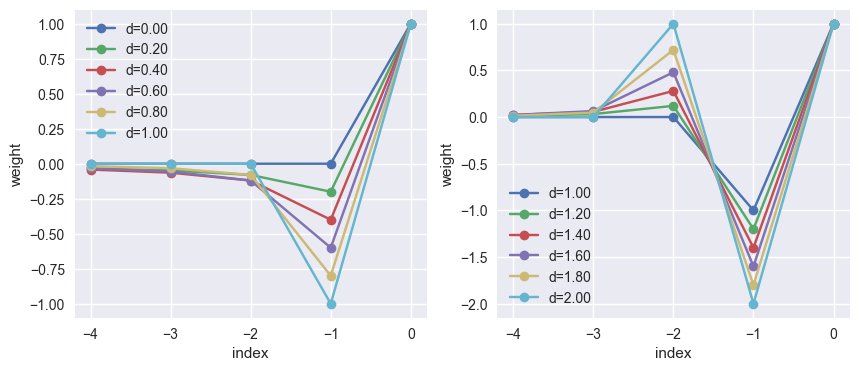 1.00
0.75
0.50
0.25
0.00
−0.25
−0.50
−0.75
−1.00
weight
d=0.00
d=0.20
d=0.40
d=0.60
d=0.80
d=1.00
−4
−3
−2
−1
0
index
1.0
0.5
0.0
−0.5
−1.0
−1.5
−2.0
weight
d=1.00
d=1.20
d=1.40
d=1.60
d=1.80
d=2.00
−4
−3
−2
−1
0
index